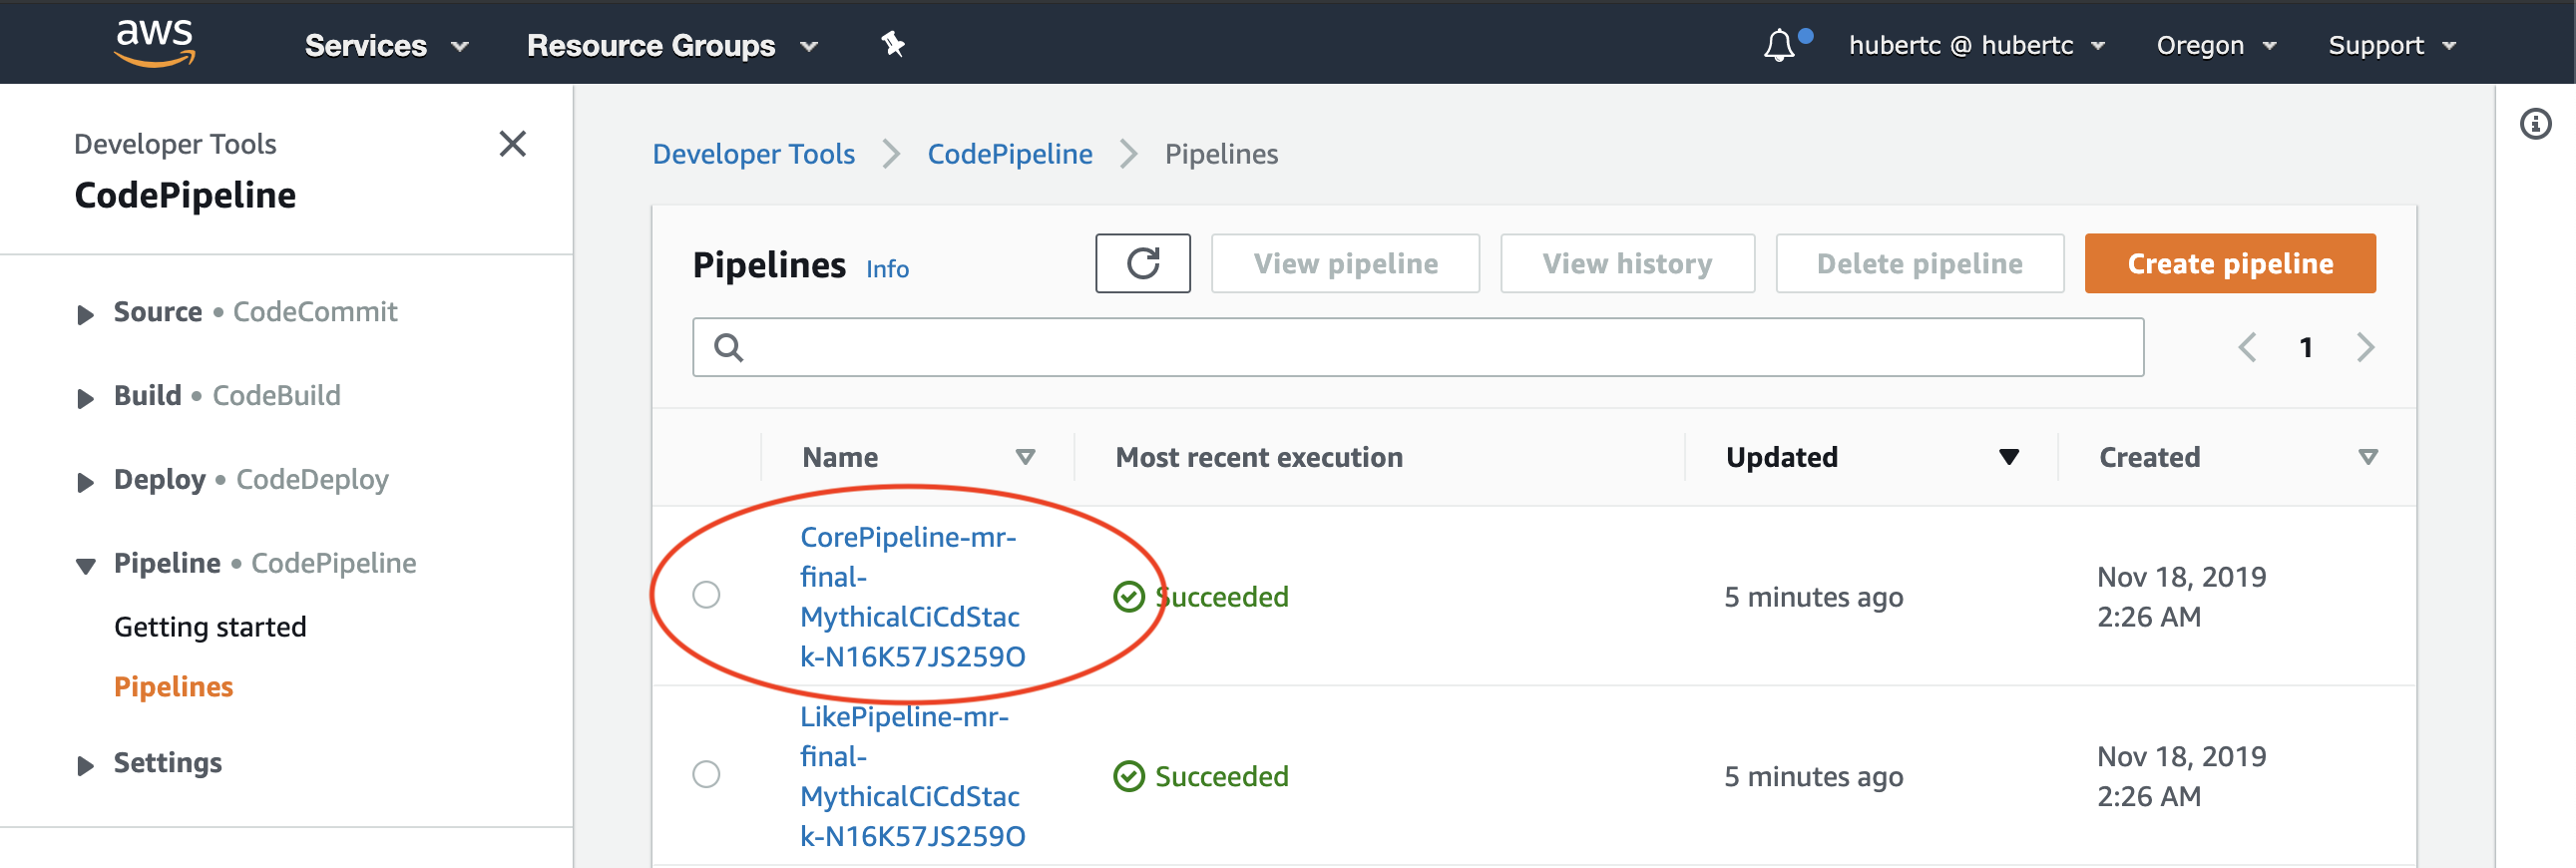 aws Services Resource Groups hubertc @ hubertc Oregon Support
Developer Tools
CodePipeline
Source • CodeCommit
Build • CodeBuild
Deploy • CodeDeploy
Pipeline • CodePipeline
Getting started
Pipelines
Settings
Developer Tools > CodePipeline > Pipelines
Pipelines Info View pipeline View history Delete pipeline Create pipeline
1
Name Most recent execution Updated Created
CorePipeline-mr-
final-
MythicalCiCdStac
k-N16K57JS259O
Succeeded
5 minutes ago
Nov 18, 2019
2:26 AM
LikePipeline-mr-
final-
MythicalCiCdStac
k-N16K57JS259O
Succeeded
5 minutes ago
Nov 18, 2019
2:26 AM